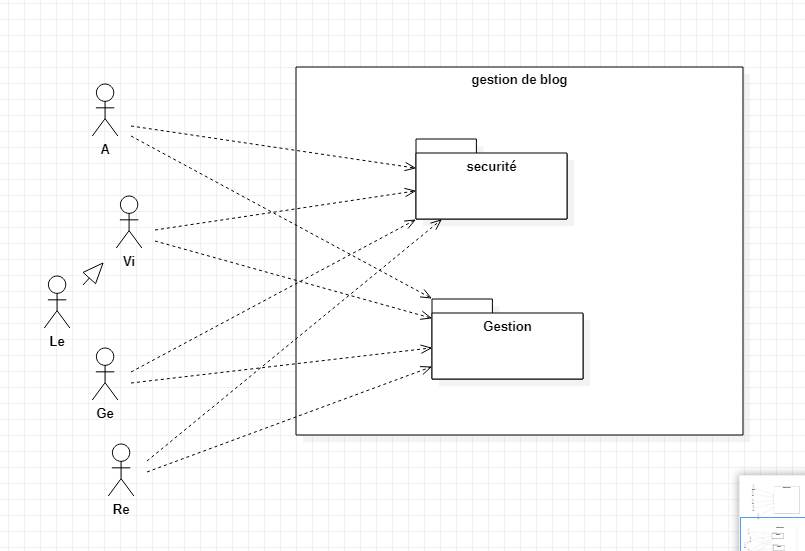 gestion de blog
A
securité
Vi
Le
Gestion
Ge
Re